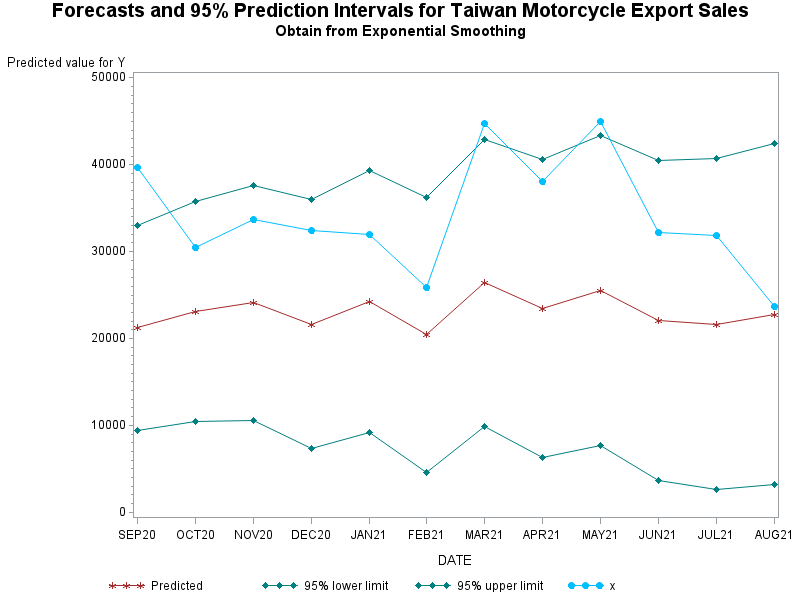 Forecasts and 95% Prediction Intervals for Taiwan Motorcycle Export Sales
Obtain from Exponential Smoothing
Predicted value for Y
50000
40000
30000
20000
10000
0
SEP20 OCT20 NOV20 DEC20 JAN21 FEB21 MAR21 APR21 MAY21 JUN21 JUL21 AUG21
DATE
Predicted 95% lower limit 95% upper limit x